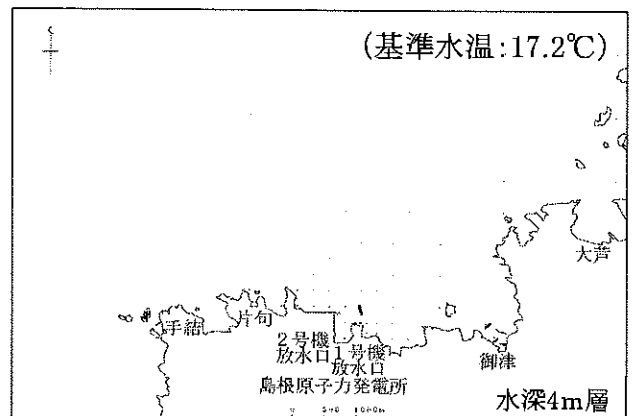 (基準水温:17.2℃)
大芦
手結
片句
2号機
放水口
1号機
放水口
御津
島根原子力発電所
水深4m層